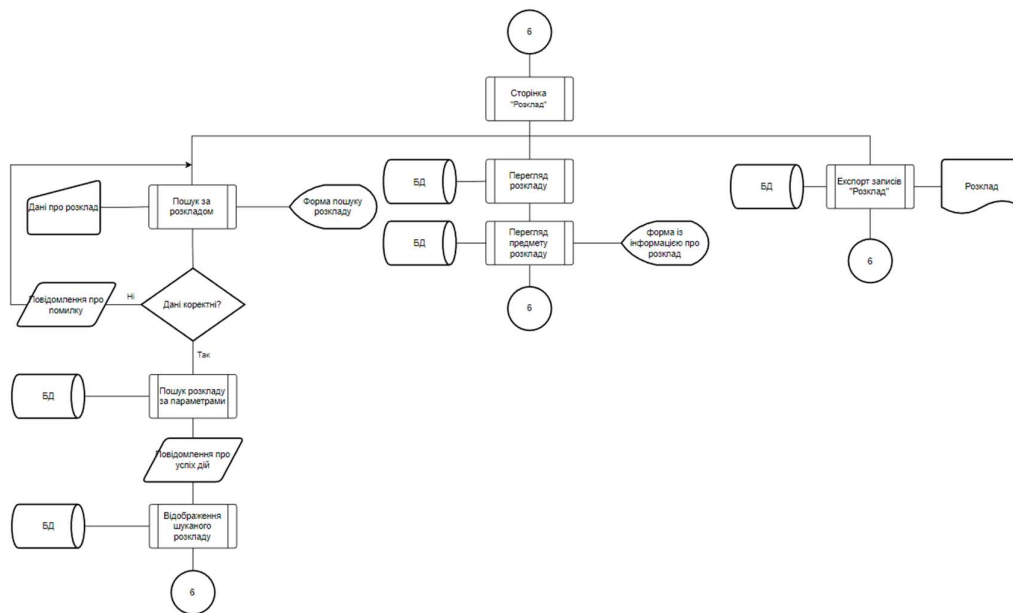 6
Сторінка
"Розклад"
БД
Перегляд
розкладу
БД
Експорт записів
"Розклад"
Розклад
Дані про розклад
Пошук за
розкладом
Форма пошуку
розкладу
БД
Перегляд
предмету
розкладу
форма із
інформацією про
розклад
6
6
Повідомлення про
помилку
Ні
Дані коректні?
Так
БД
Пошук розкладу
за параметрами
Повідомлення про
успіх дій
БД
Відображення
шуканого
розкладу
6